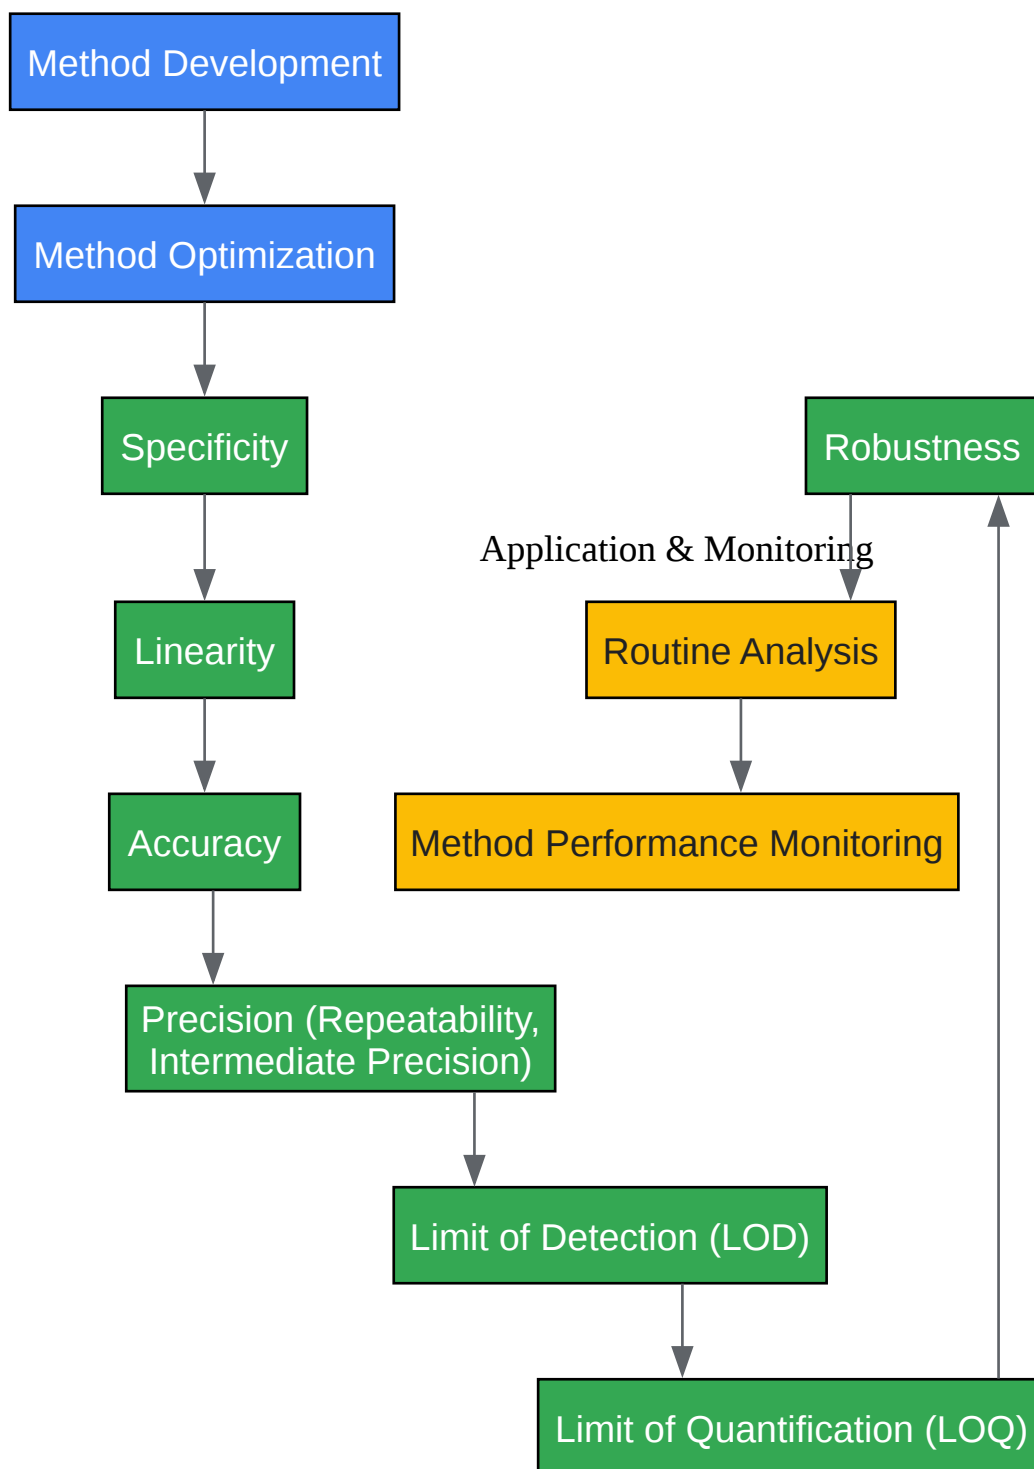 Method Development
Method Optimization
Specificity
Robustness
Application & Monitoring
Linearity
Routine Analysis
Accuracy
Method Performance Monitoring
Precision (Repeatability,
Intermediate Precision)
Limit of Detection (LOD)
Limit of Quantification (LOQ)